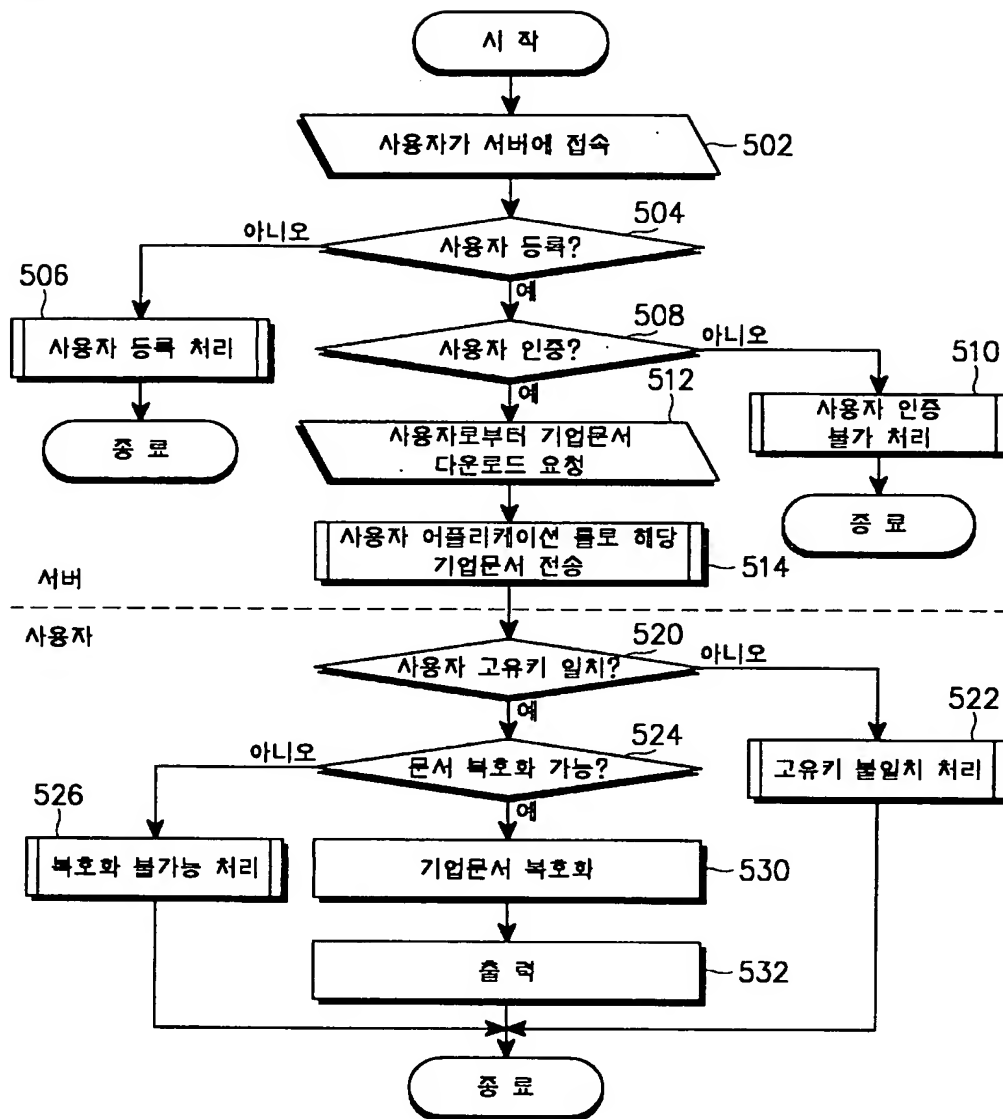 시 작
사용자가 서버에 접속
502
504
아니오
사용자 등록?
예
506
사용자 등록 처리
종 료
508
사용자 인증?
아니오
예
510
사용자 인증
불가 처리
종 료
512
사용자로부터 기업문서
다운로드 요청
사용자 어플리케이션 툴로 해당
기업문서 전송
514
서버
사용자
520
사용자 고유키 일치?
아니오
예
522
고유키 불일치 처리
524
아니오
문서 복호화 가능?
예
526
복호화 불가능 처리
기업문서 복호화
530
출 력
532
종 료